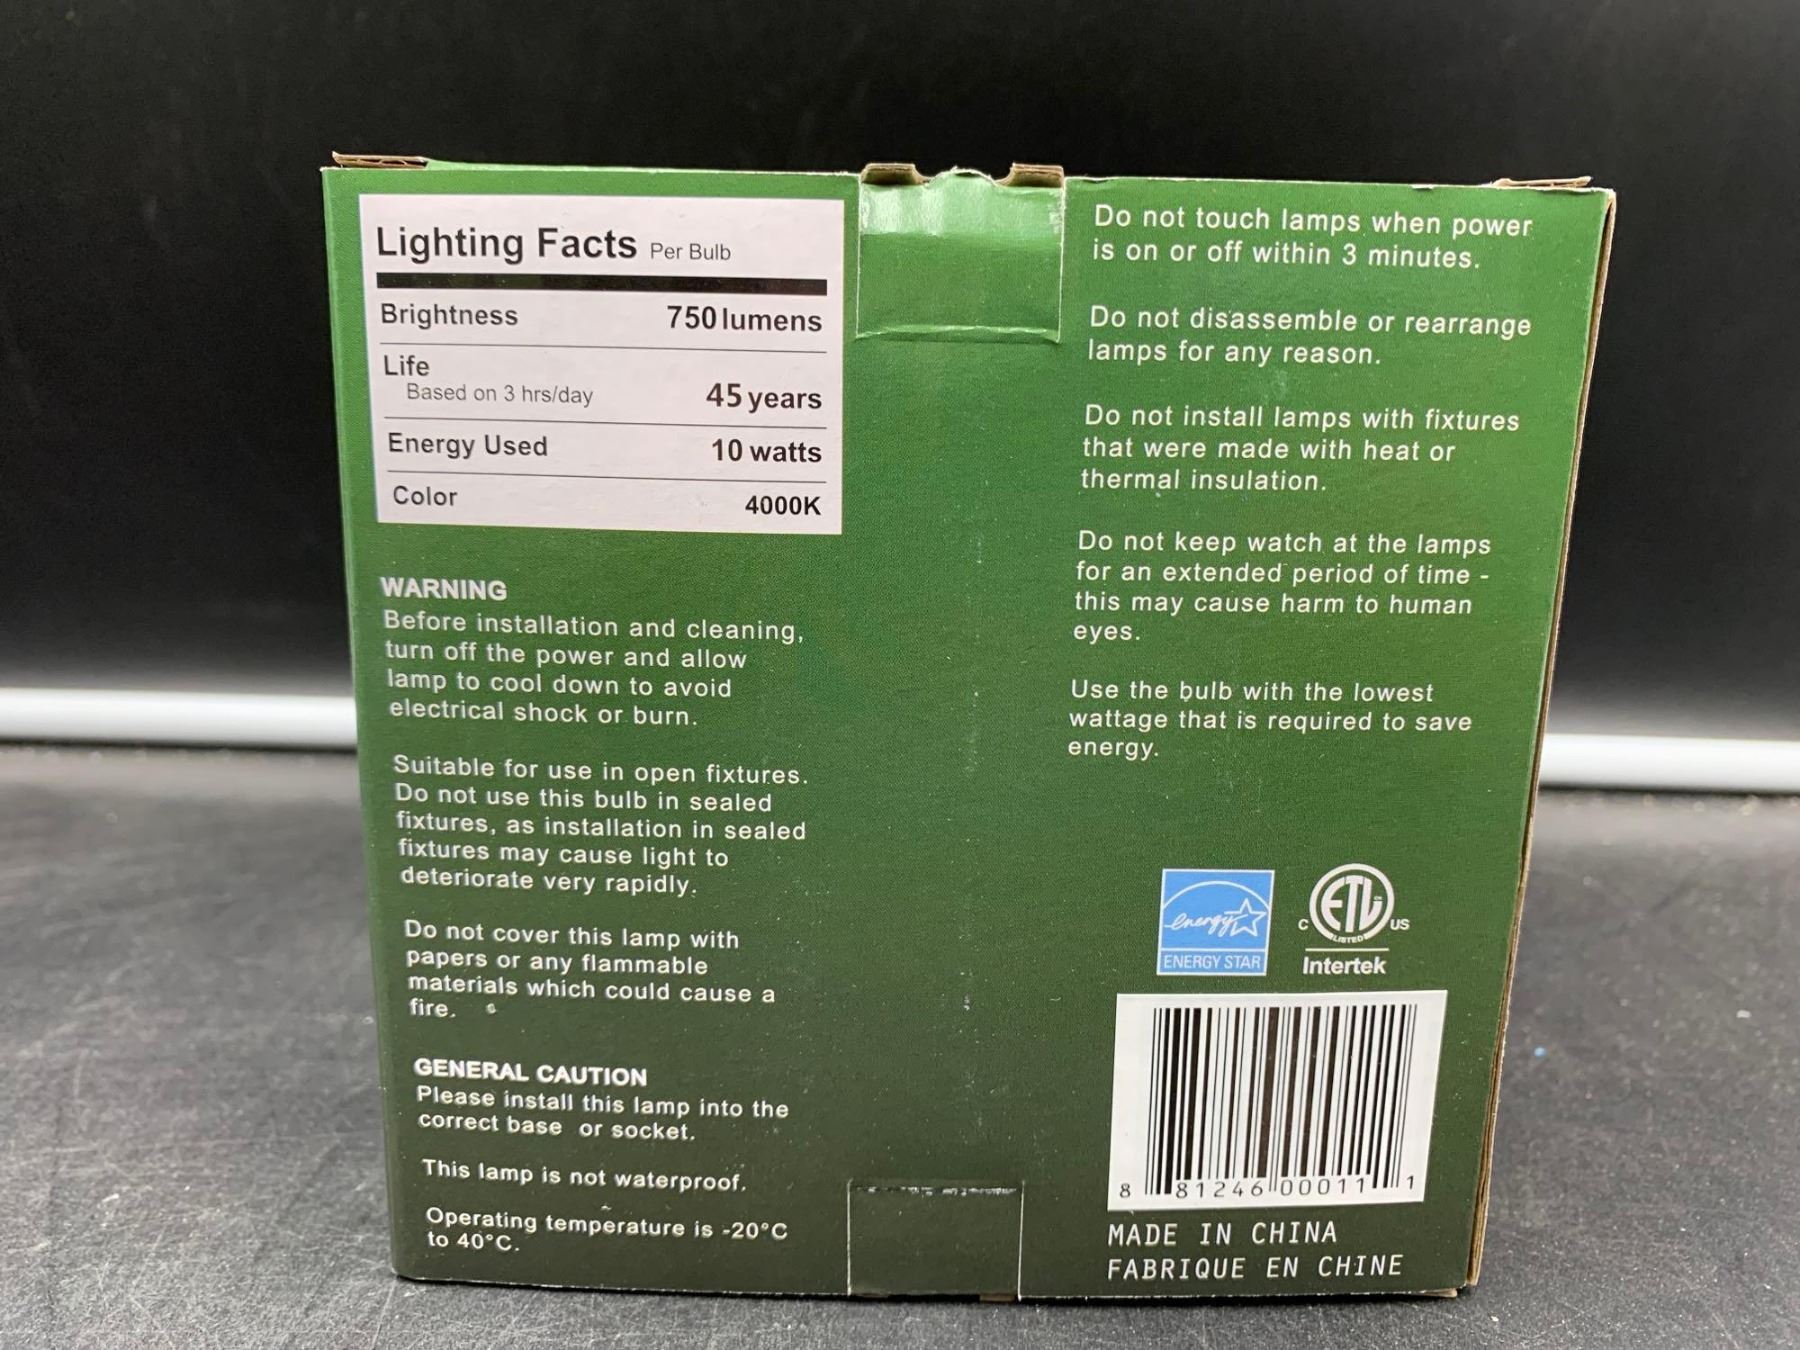 Lighting Facts Per Bulb
Brightness 750 lumens
Life
Based on 3 hrs/day 45 years
Energy Used 10 watts
Color 4000K
WARNING
Before installation and cleaning,
turn off the power and allow
lamp to cool down to avoid
electrical shock or burn.
Suitable for use in open fixtures.
Do not use this bulb in sealed
fixtures, as installation in sealed
fixtures may cause light to
deteriorate very rapidly.
Do not cover this lamp with
papers or any flammable
materials which could cause a
fire.
GENERAL CAUTION
Please install this lamp into the
correct base or socket.
This lamp is not waterproof.
Operating temperature is -20°C
to 40°C.
Do not touch lamps when power
is on or off within 3 minutes.
Do not disassemble or rearrange
lamps for any reason.
Do not install lamps with fixtures
that were made with heat or
thermal insulation.
Do not keep watch at the lamps
for an extended period of time -
this may cause harm to human
eyes.
Use the bulb with the lowest
wattage that is required to save
energy.
energy
ENERGY STAR
C ETL US
LISTED
Intertek
8 81246 00011 1
MADE IN CHINA
FABRIQUE EN CHINE